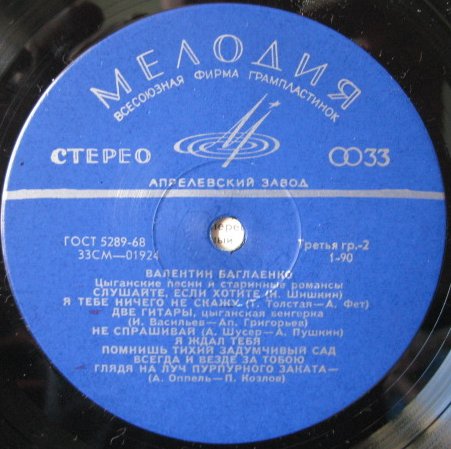 МЕЛОДИЯ
ВСЕСОЮЗНАЯ ФИРМА ГРАМПЛАСТИНОК
СТЕРЕО 33
АПРЕЛЕВСКИЙ ЗАВОД
ГОСТ 5289-68 Третья гр.-2
33СМ—01924 1-90
ВАЛЕНТИН БАГЛАЕНКО
Цыганские песни и старинные романсы
СЛУШАЙТЕ, ЕСЛИ ХОТИТЕ (Н. Шишкин)
Я ТЕБЕ НИЧЕГО НЕ СКАЖУ (Т. Толстая—А. Фет)
ДВЕ ГИТАРЫ, цыганская венгерка
(И. Васильев—Ап. Григорьев)
НЕ СПРАШИВАЙ (А. Шусер—А. Пушкин)
Я ЖДАЛ ТЕБЯ
ПОМНИШЬ ТИХИЙ ЗАДУМЧИВЫЙ САД
ВСЕГДА И ВЕЗДЕ ЗА ТОБОЮ
ГЛЯДЯ НА ЛУЧ ПУРПУРНОГО ЗАКАТА—
(А. Оппель—П. Козлов)